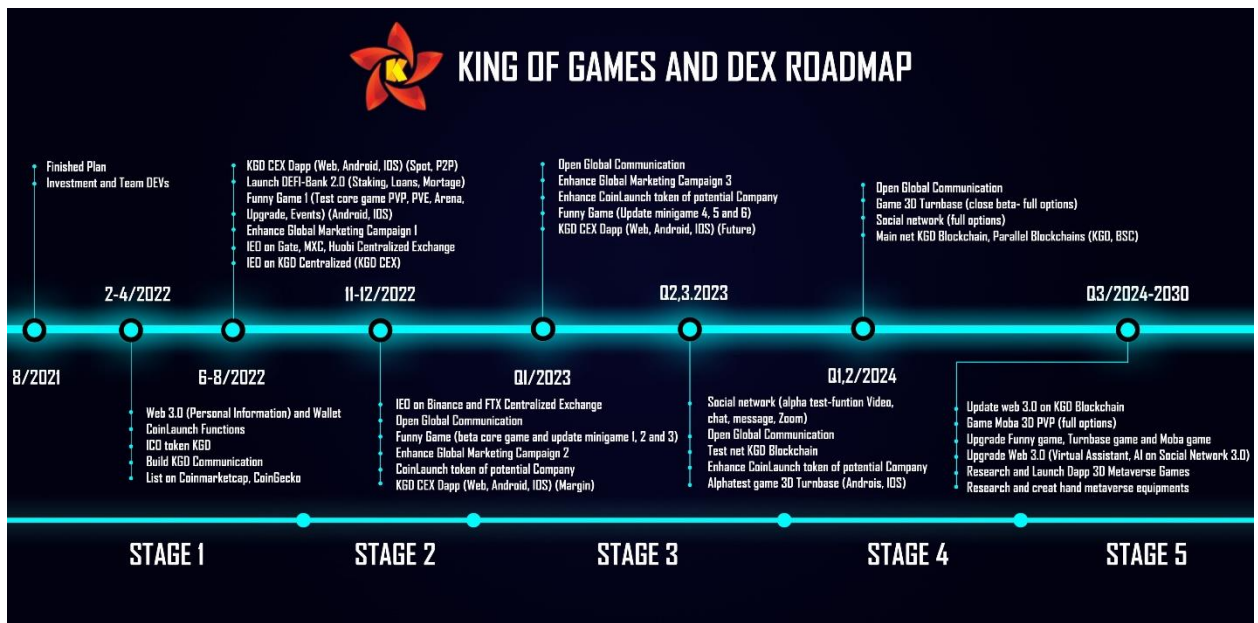 K
KING OF GAMES AND DEX ROADMAP
Finished Plan
Investment and Team DEVs
8/2021
2-4/2022
Web 3.0 (Personal Information) and Wallet
CoinLaunch Functions
ICO token KGD
Build KGD Communication
List on Coinmarketcap, CoinGecko
KGD CEX Dapp (Web, Android, IOS) (Spot, P2P)
Launch DEFI-Bank 2.0 (Staking, Loans, Mortage)
Funny Game 1 (Test core game PVP, PVE, Arena,
Upgrade, Events) (Android, IOS)
Enhance Global Marketing Campaign 1
IEO on Gate, MXC, Huobi Centralized Exchange
IEO on KGD Centralized (KGD CEX)
6-8/2022
11-12/2022
IEO on Binance and FTX Centralized Exchange
Open Global Communication
Funny Game (beta core game and update minigame 1, 2 and 3)
Enhance Global Marketing Campaign 2
CoinLaunch token of potential Company
KGD CEX Dapp (Web, Android, IOS) (Margin)
Open Global Communication
Enhance Global Marketing Campaign 3
Enhance CoinLaunch token of potential Company
Funny Game (Update minigame 4, 5 and 6)
KGD CEX Dapp (Web, Android, IOS) (Future)
Q1/2023
Q2,3.2023
Social network (alpha test-funtion Video,
chat, message, Zoom)
Open Global Communication
Test net KGD Blockchain
Enhance CoinLaunch token of potential Company
Alphatest game 3D Turnbase (Androis, IOS)
Open Global Communication
Game 3D Turnbase (close beta- full options)
Social network (full options)
Main net KGD Blockchain, Parallel Blockchains (KGD, BSC)
Q1,2/2024
Q3/2024-2030
Update web 3.0 on KGD Blockchain
Game Moba 3D PVP (full options)
Upgrade Funny game, Turnbase game and Moba game
Upgrade Web 3.0 (Virtual Assistant, AI on Social Network 3.0)
Research and Launch Dapp 3D Metaverse Games
Research and creat hand metaverse equipments
STAGE 1
STAGE 2
STAGE 3
STAGE 4
STAGE 5